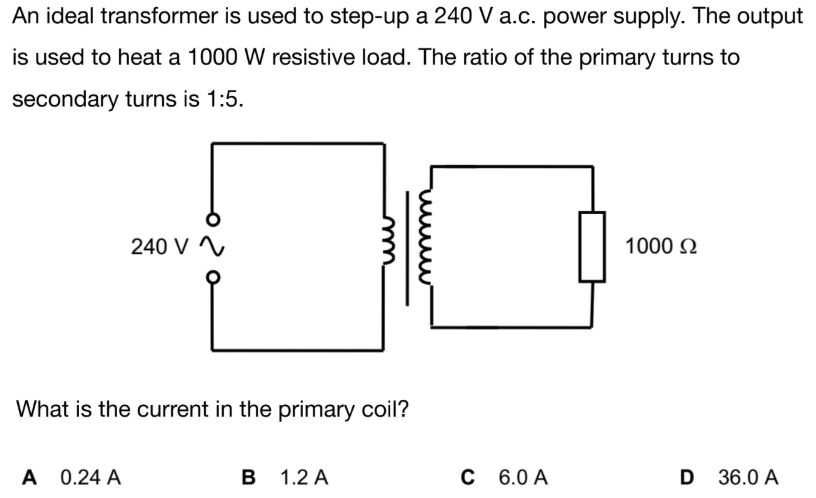 An ideal transformer is used to step-up a 240 V a.c. power supply. The output
is used to heat a 1000 W resistive load. The ratio of the primary turns to
secondary turns is 1:5.
240 V
1000 Ω
What is the current in the primary coil?
A 0.24 A B 1.2 A C 6.0 A D 36.0 A